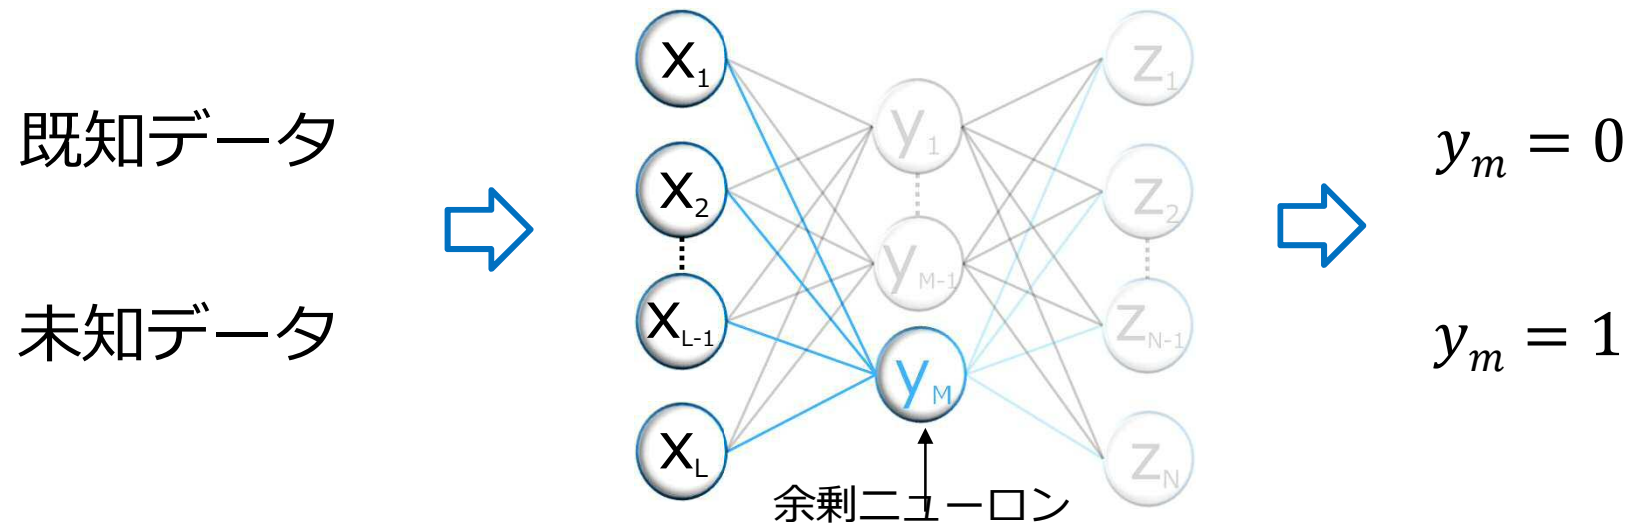 既知データ
未知データ
x1
x2
xL-1
xL
y1
yM-1
yM
余剰ニューロン
z1
z2
zN-1
zN
ym = 0
ym = 1